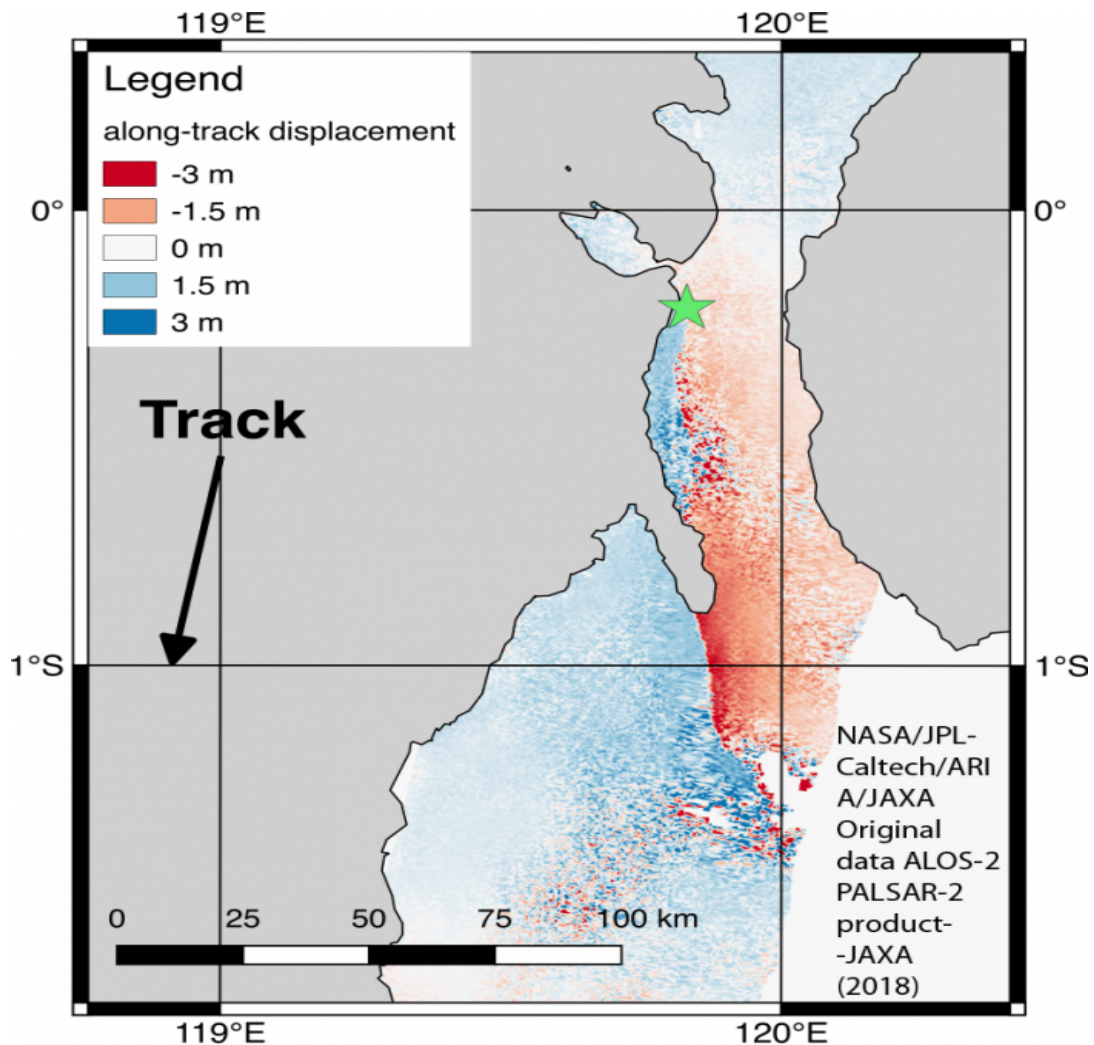 119°E 120°E
Legend
along-track displacement
-3 m
-1.5 m
0 m
1.5 m
3 m
0° 0°
Track
1°S 1°S
NASA/JPL-
Caltech/ARI
A/JAXA
Original
data ALOS-2
PALSAR-2
product-
-JAXA
(2018)
0 25 50 75 100 km
119°E 120°E